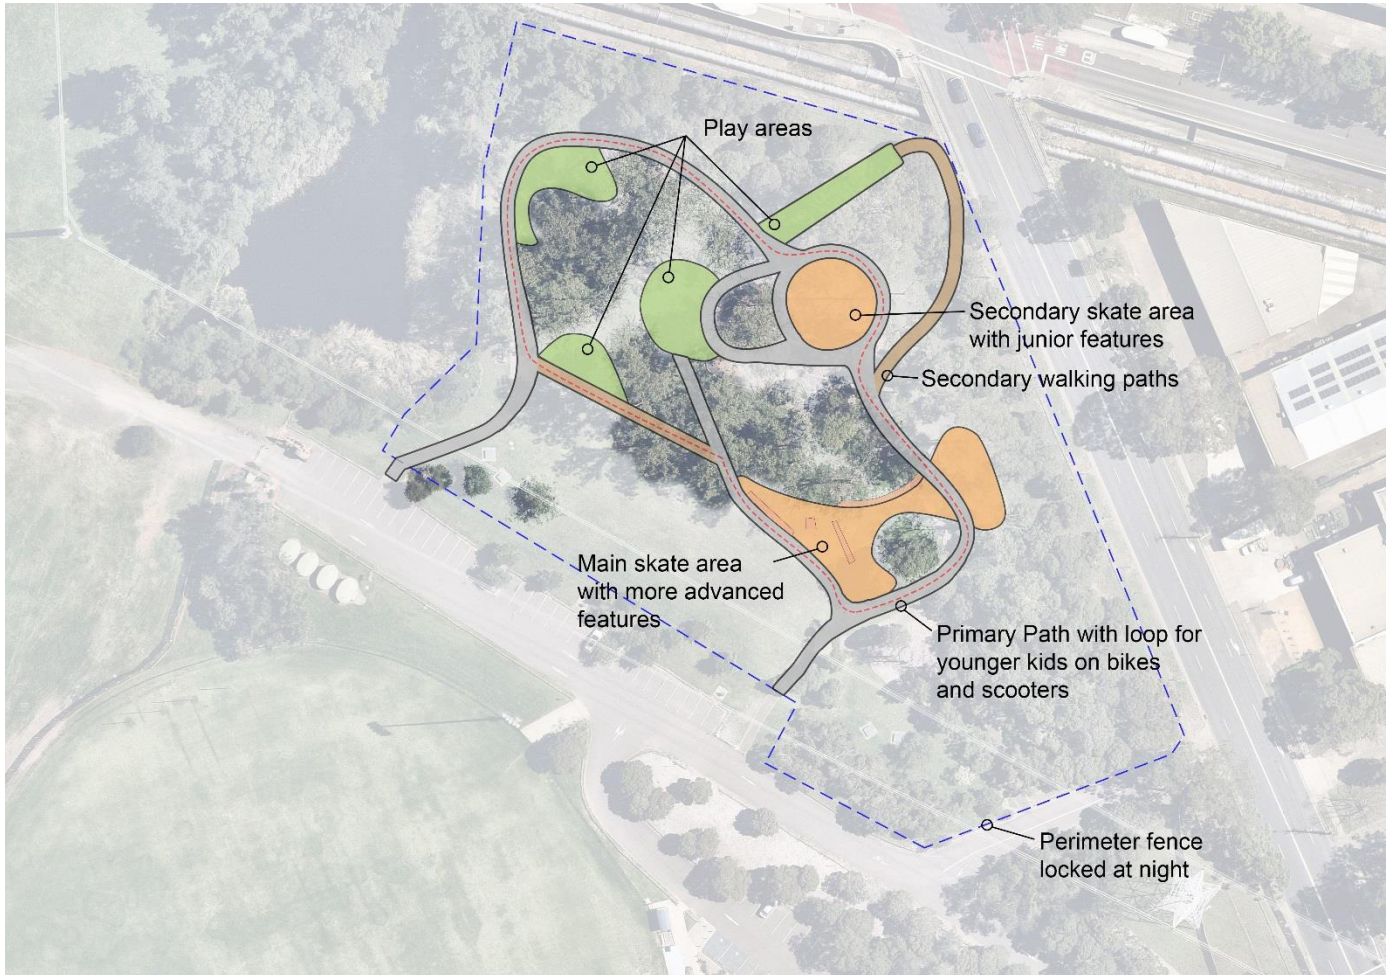 Play areas
Secondary skate area
with junior features
Secondary walking paths
Main skate area
with more advanced
features
Primary Path with loop for
younger kids on bikes
and scooters
Perimeter fence
locked at night